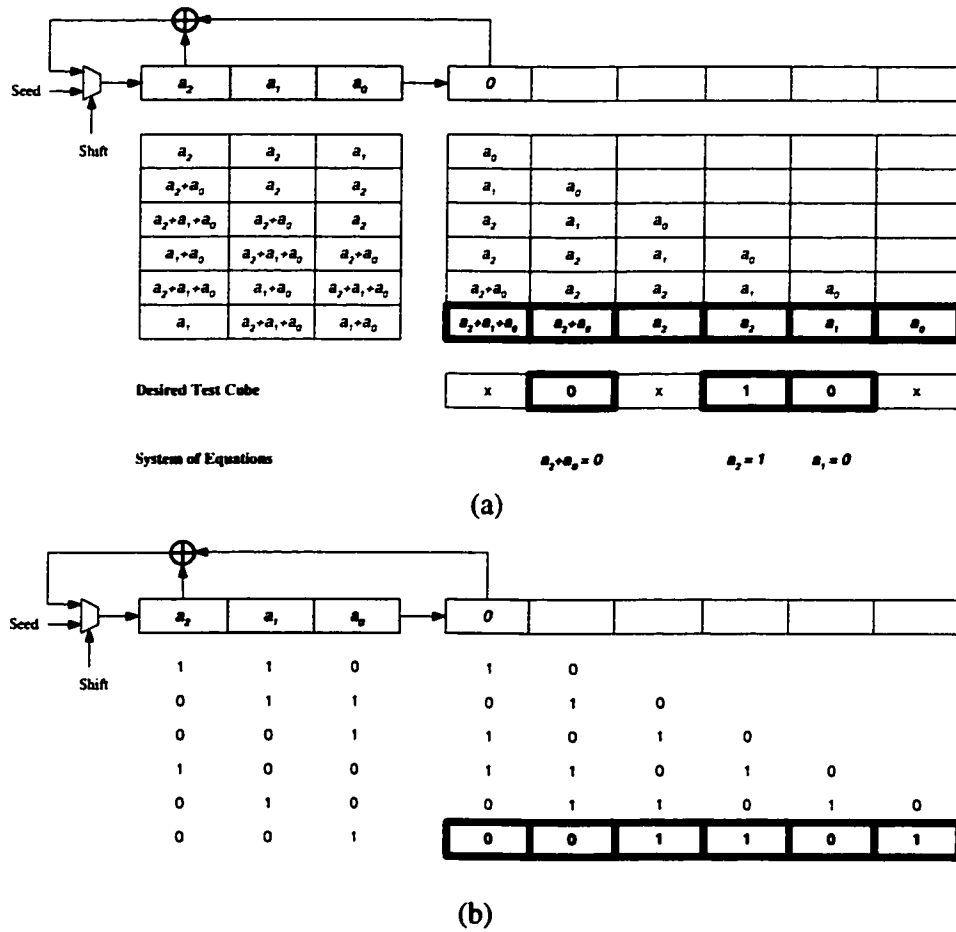 Seed
a₂ a₁ a₀ 0
Shift
a₂ a₂ a₁ a₀
a₂+a₀ a₂ a₂ a₁ a₀
a₂+a₁+a₀ a₂+a₀ a₂ a₂ a₁ a₀
a₁+a₀ a₂+a₁+a₀ a₂+a₀ a₂ a₂ a₁ a₀
a₂+a₁+a₀ a₁+a₀ a₂+a₁+a₀ a₂+a₀ a₂ a₂ a₁ a₀
a₁ a₂+a₁+a₀ a₁+a₀ a₂+a₁+a₀ a₂+a₀ a₂ a₂ a₁ a₀
Desired Test Cube x 0 x 1 0 x
System of Equations a₂+a₀ = 0 a₂ = 1 a₁ = 0
(a)
Seed
a₂ a₁ a₀ 0
Shift
1 1 0 1 0
0 1 1 0 1 0
0 0 1 1 0 1 0
1 0 0 1 1 0 1 0
0 1 0 0 1 1 0 1 0
0 0 1 0 0 1 1 0 1
(b)